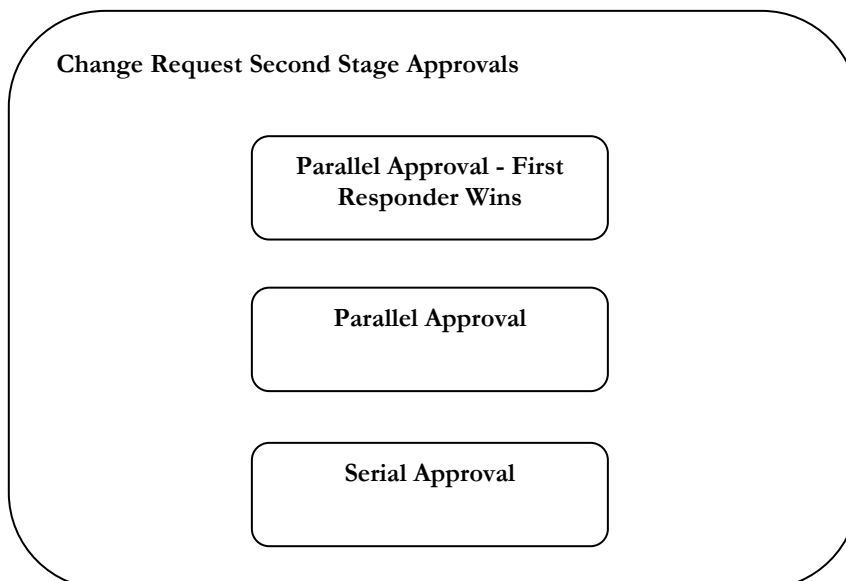 Change Request Second Stage Approvals
Parallel Approval - First
Responder Wins
Parallel Approval
Serial Approval